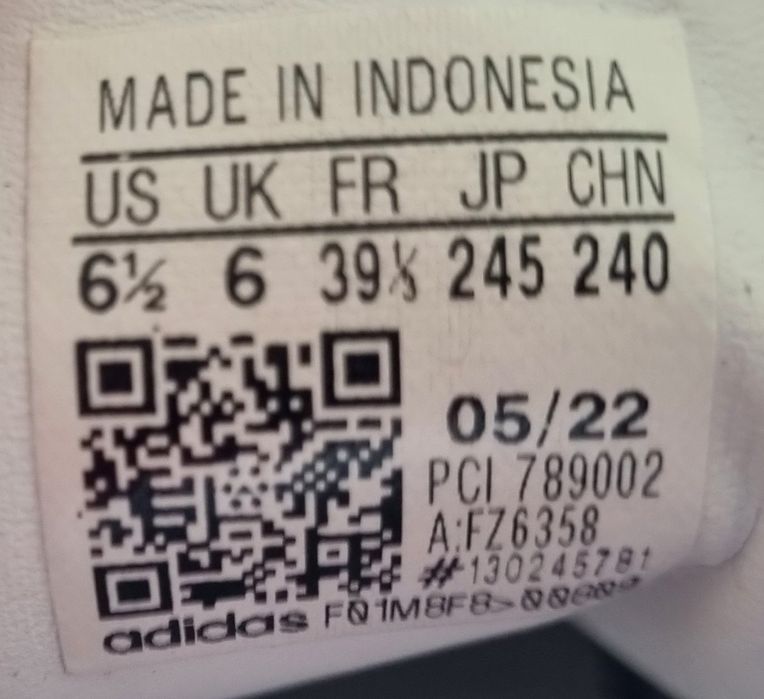 MADE IN INDONESIA
US UK FR JP CHN
6½ 6 39⅓ 245 240
05/22
PCI 789002
A:FZ6358
#130245781
adidas